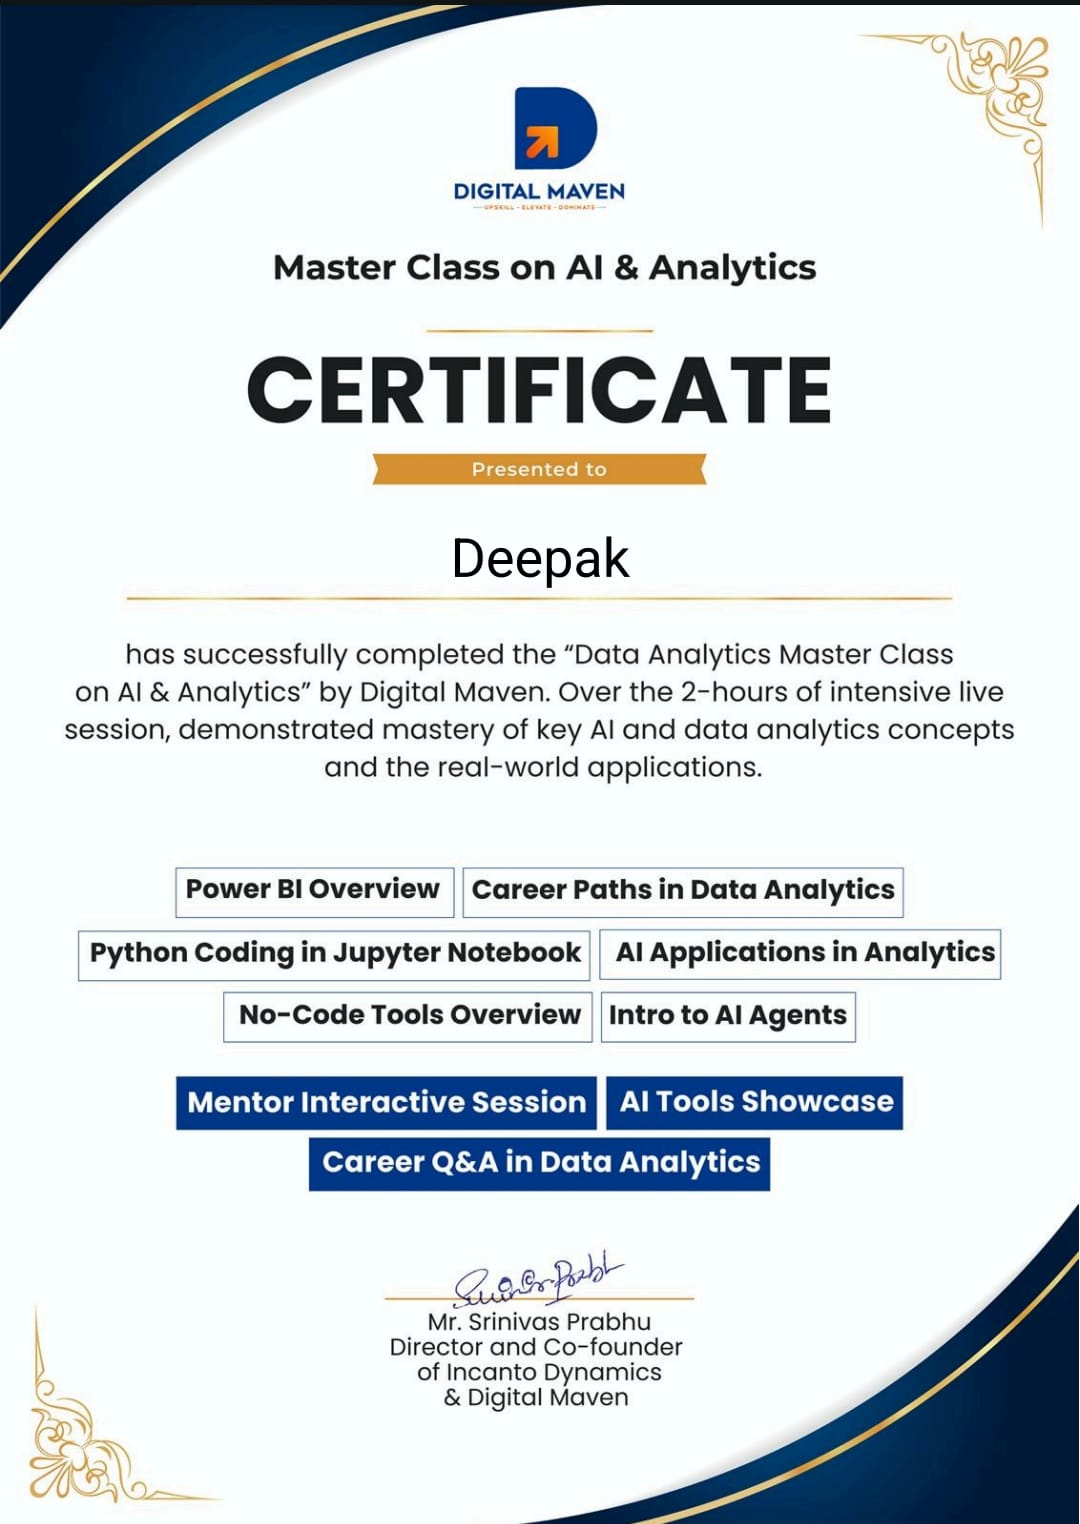 DIGITAL MAVEN
UPSKILL - ELEVATE - DOMINATE
Master Class on AI & Analytics
CERTIFICATE
Presented to
Deepak
has successfully completed the “Data Analytics Master Class
on AI & Analytics” by Digital Maven. Over the 2-hours of intensive live
session, demonstrated mastery of key AI and data analytics concepts
and the real-world applications.
Power BI Overview Career Paths in Data Analytics
Python Coding in Jupyter Notebook AI Applications in Analytics
No-Code Tools Overview Intro to AI Agents
Mentor Interactive Session AI Tools Showcase
Career Q&A in Data Analytics
Mr. Srinivas Prabhu
Director and Co-founder
of Incanto Dynamics
& Digital Maven